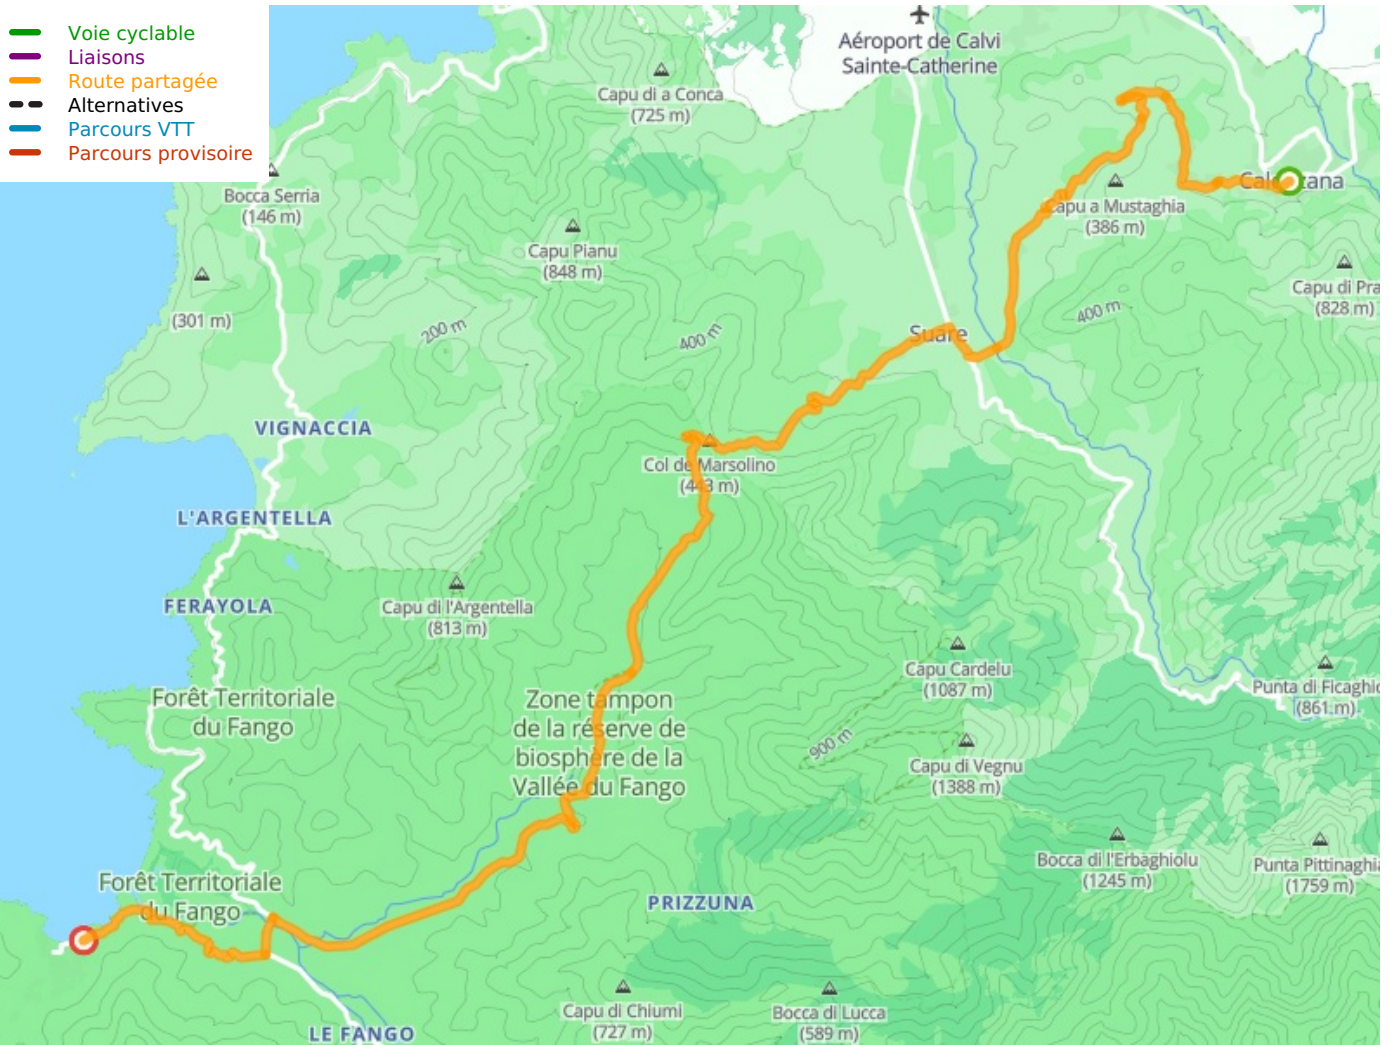 Voie cyclable
Liaisons
Route partagée
Alternatives
Parcours VTT
Parcours provisoire
Aéroport de Calvi
Sainte-Catherine
Capu di a Conca
(725 m)
Bocca Serria
(146 m)
Capu Pianu
(848 m)
(301 m)
200 m
400 m
400 m
Capu a Mustaghia
(386 m)
Capu di Pra
(828 m)
Suare
VIGNACCIA
Col de Marsolino
(443 m)
L'ARGENTELLA
FERAYOLA
Capu di l'Argentella
(813 m)
Capu Cardelu
(1087 m)
Punta di Ficaghio
(861 m)
Forêt Territoriale
du Fango
Zone tampon
de la réserve de
biosphère de la
Vallée du Fango
900 m
Capu di Vegnu
(1388 m)
Bocca di l'Erbaghiolu
(1245 m)
Punta Pittinaghia
(1759 m)
Forêt Territoriale
du Fango
PRIZZUNA
Capu di Chiumi
(727 m)
Bocca di Lucca
(589 m)
LE FANGO